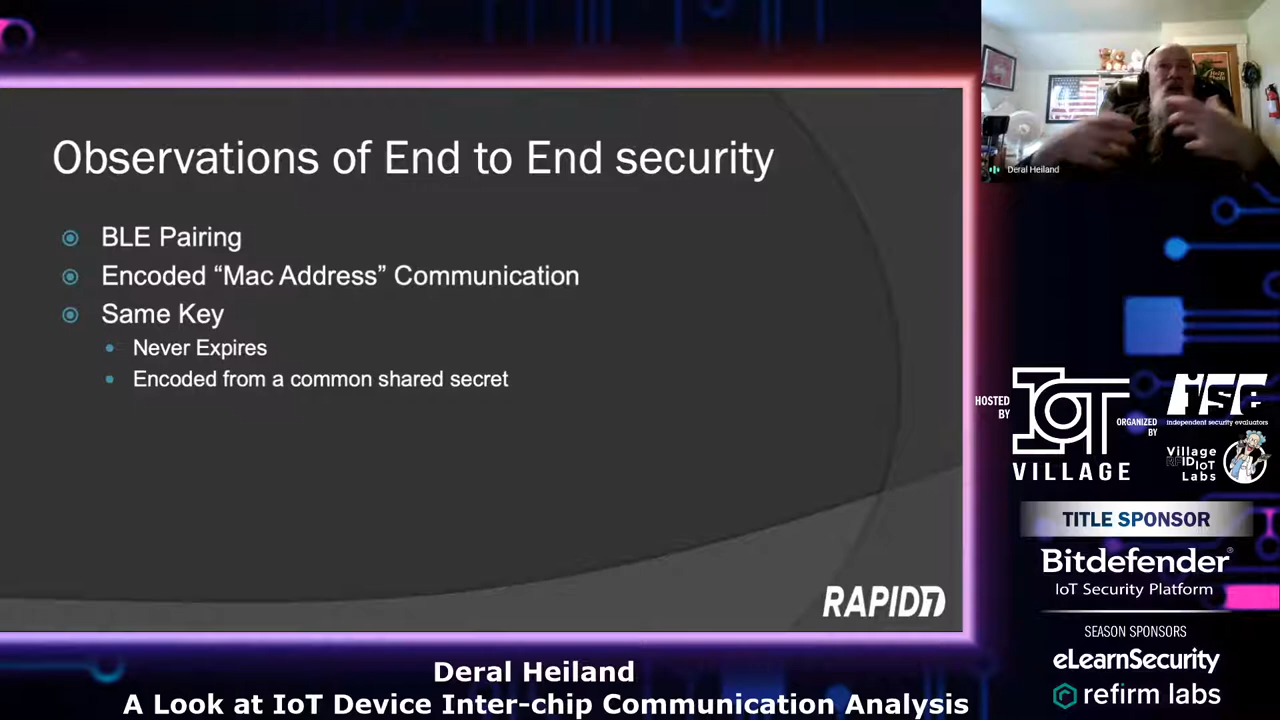 Observations of End to End security
BLE Pairing
Encoded “Mac Address” Communication
Same Key
Never Expires
Encoded from a common shared secret
RAPID7
Deral Heiland
HOSTED
BY
IOT
VILLAGE
ORGANIZED
BY
ISE
independent security evaluators
Village
RFID IoT
Labs
TITLE SPONSOR
Bitdefender®
IoT Security Platform
SEASON SPONSORS
eLearnSecurity
refirm labs
Deral Heiland
A Look at IoT Device Inter-chip Communication Analysis